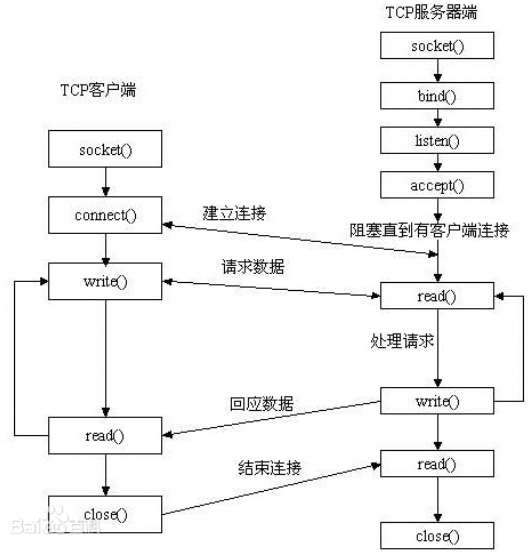 TCP服务器端
socket()
bind()
listen()
accept()
阻塞直到有客户端连接
read()
处理请求
write()
read()
close()
TCP客户端
socket()
connect()
write()
read()
close()
建立连接
请求数据
回应数据
结束连接
Baidu百科